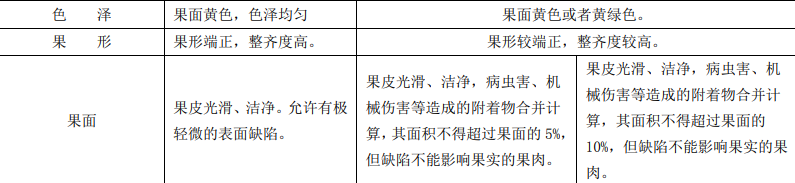 色 泽
果面黄色，色泽均匀
果面黄色或者黄绿色。
果 形
果形端正，整齐度高。
果形较端正，整齐度较高。
果面
果皮光滑、洁净。允许有极
轻微的表面缺陷。
果皮光滑、洁净，病虫害、机
械伤害等造成的附着物合并计
算，其面积不得超过果面的 5%，
但缺陷不能影响果实的果肉。
果皮光滑、洁净，病虫害、机
械伤害等造成的附着物合并计
算，其面积不得超过果面的
10%，但缺陷不能影响果实的果
肉。